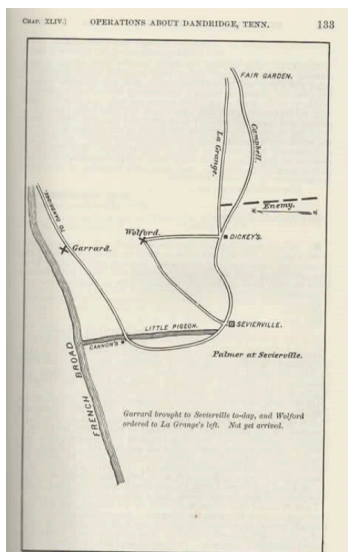 CHAP. XLIV.] OPERATIONS ABOUT DANDRIDGE, TENN. 133
FAIR GARDEN.
La Grange.
Campbell.
Enemy.
TO DANDRIDGE.
Wolford.
DICKEY'S.
Garrard.
LITTLE PIGEON.
SEVIERVILLE.
CANNON'S
Palmer at Sevierville.
FRENCH BROAD
Garrard brought to Sevierville to-day, and Wolford
ordered to La Grange's left. Not yet arrived.